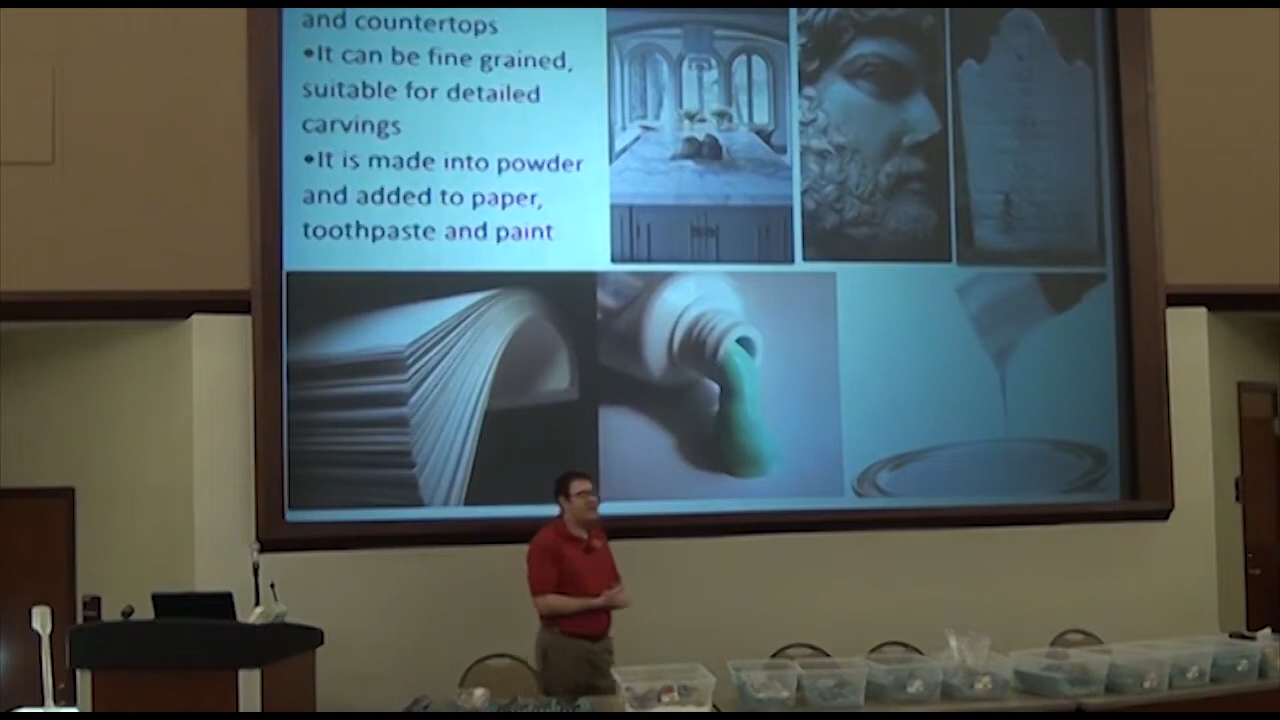 and countertops
•It can be fine grained,
suitable for detailed
carvings
•It is made into powder
and added to paper,
toothpaste and paint